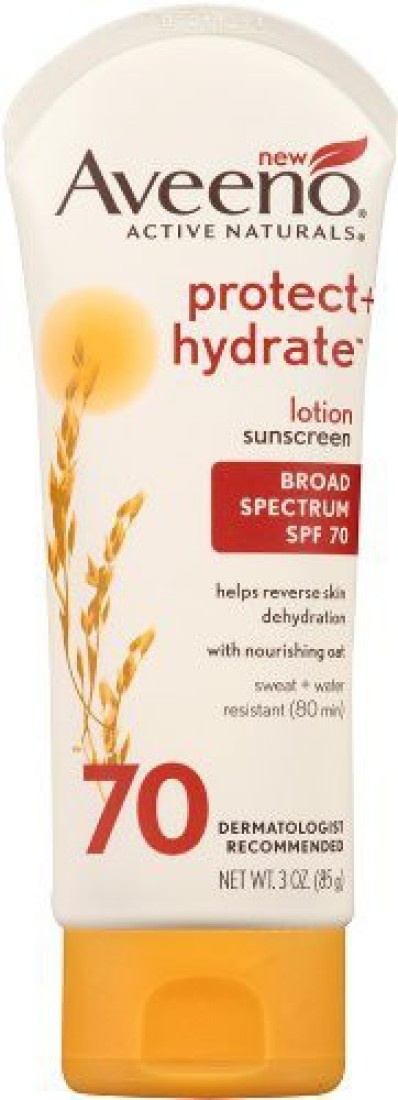 new
Aveeno®
ACTIVE NATURALS®
protect+
hydrate™
lotion
sunscreen
BROAD
SPECTRUM
SPF 70
helps reverse skin
dehydration
with nourishing oat
sweat + water
resistant (80 min)
70
DERMATOLOGIST
RECOMMENDED
NET WT. 3 OZ. (85g)